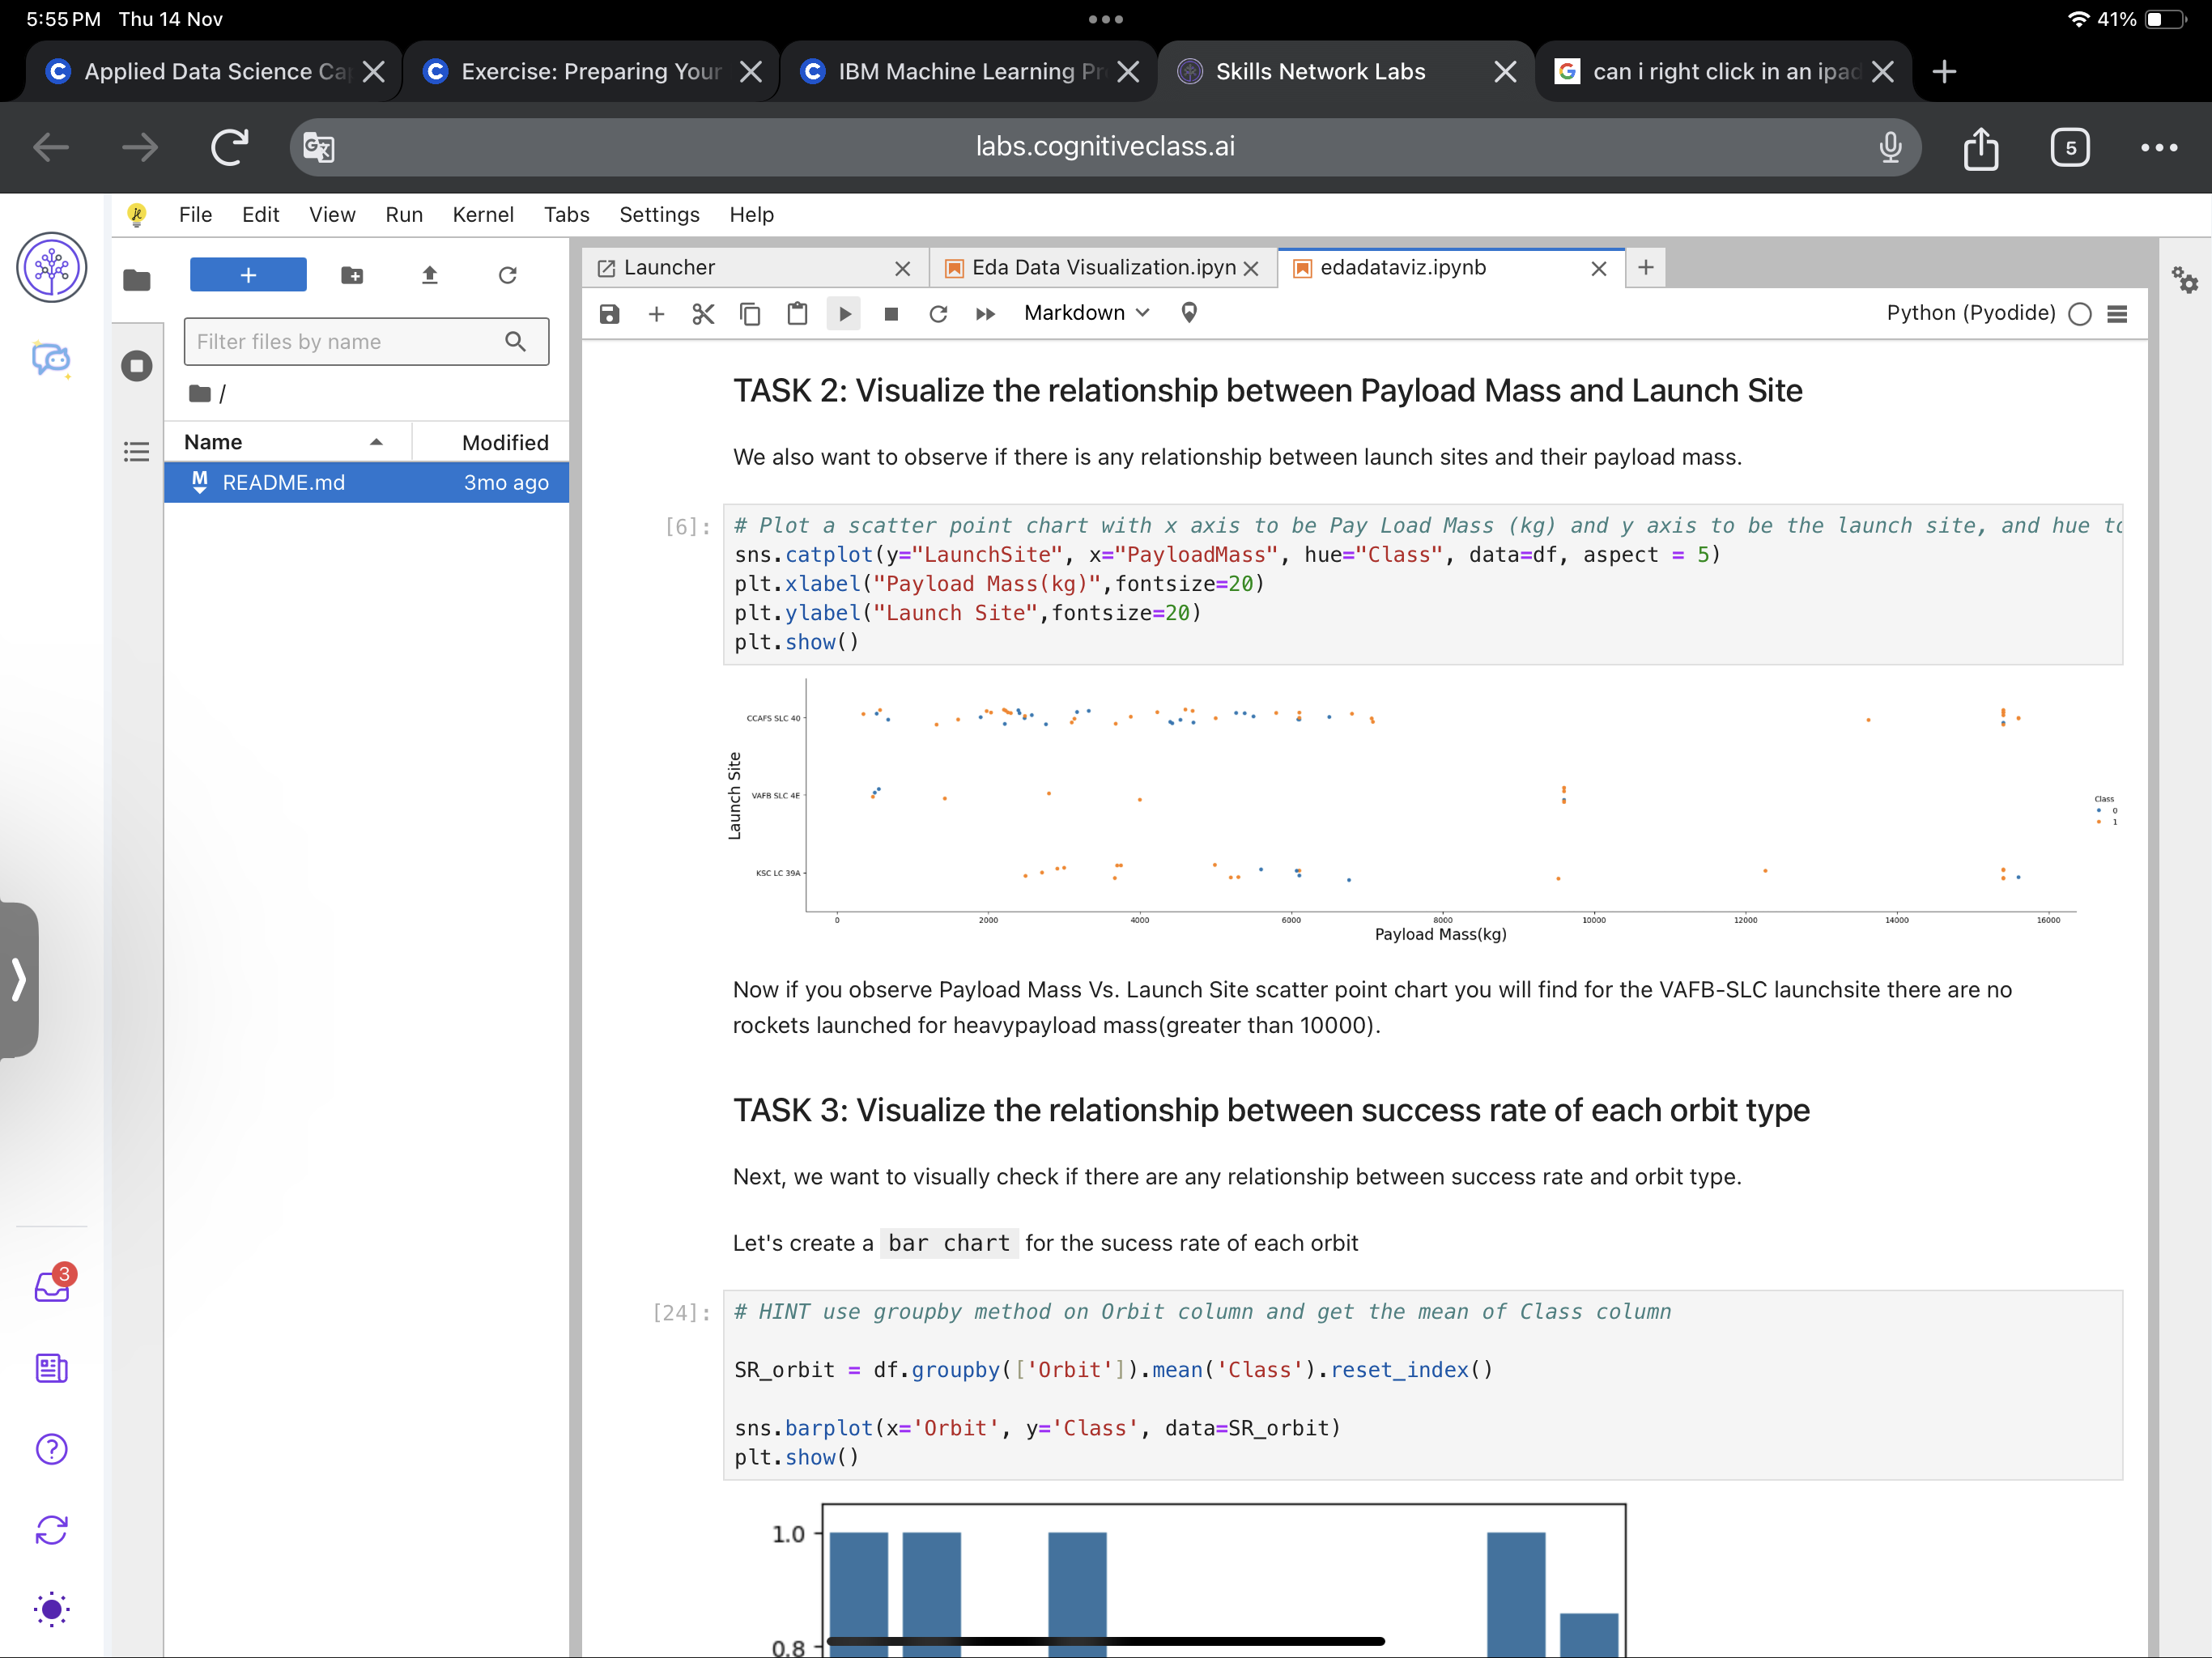 5:55 PM Thu 14 Nov
41%
Applied Data Science Ca
Exercise: Preparing Your
IBM Machine Learning Pr
Skills Network Labs
can i right click in an ipad
labs.cognitiveclass.ai
5
File Edit View Run Kernel Tabs Settings Help
Launcher
Eda Data Visualization.ipyn
edadataviz.ipynb
Markdown
Python (Pyodide)
Filter files by name
/
Name Modified
README.md 3mo ago
3
TASK 2: Visualize the relationship between Payload Mass and Launch Site
We also want to observe if there is any relationship between launch sites and their payload mass.
[6]:
# Plot a scatter point chart with x axis to be Pay Load Mass (kg) and y axis to be the launch site, and hue to
sns.catplot(y="LaunchSite", x="PayloadMass", hue="Class", data=df, aspect = 5)
plt.xlabel("Payload Mass(kg)",fontsize=20)
plt.ylabel("Launch Site",fontsize=20)
plt.show()
CCAFS SLC 40
VAFB SLC 4E
KSC LC 39A
Launch Site
Class
0
1
0 2000 4000 6000 8000 10000 12000 14000 16000
Payload Mass(kg)
Now if you observe Payload Mass Vs. Launch Site scatter point chart you will find for the VAFB-SLC launchsite there are no
rockets launched for heavypayload mass(greater than 10000).
TASK 3: Visualize the relationship between success rate of each orbit type
Next, we want to visually check if there are any relationship between success rate and orbit type.
Let's create a bar chart for the sucess rate of each orbit
[24]:
# HINT use groupby method on Orbit column and get the mean of Class column
SR_orbit = df.groupby(['Orbit']).mean('Class').reset_index()
sns.barplot(x='Orbit', y='Class', data=SR_orbit)
plt.show()
1.0
0.8